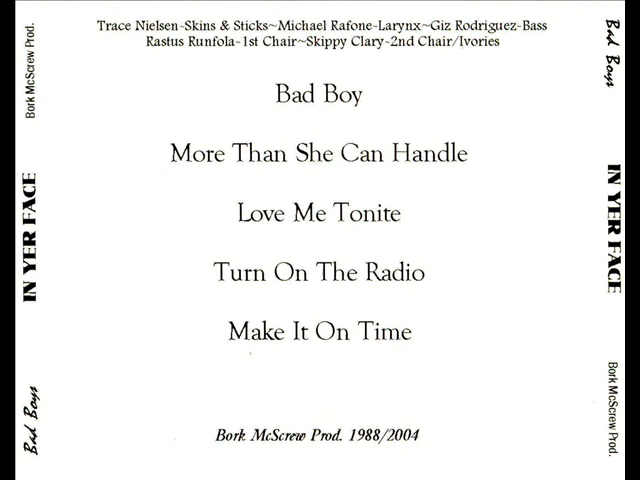 Trace Nielsen-Skins & Sticks~Michael Rafone-Larynx~Giz Rodriguez-Bass
Rastus Runfola-1st Chair~Skippy Clary-2nd Chair/Ivories
Bad Boy
More Than She Can Handle
Love Me Tonite
Turn On The Radio
Make It On Time
Bork McScrew Prod. 1988/2004
Bad Boys
IN YER FACE
Bork McScrew Prod.
Bad Boys
IN YER FACE
Bork McScrew Prod.